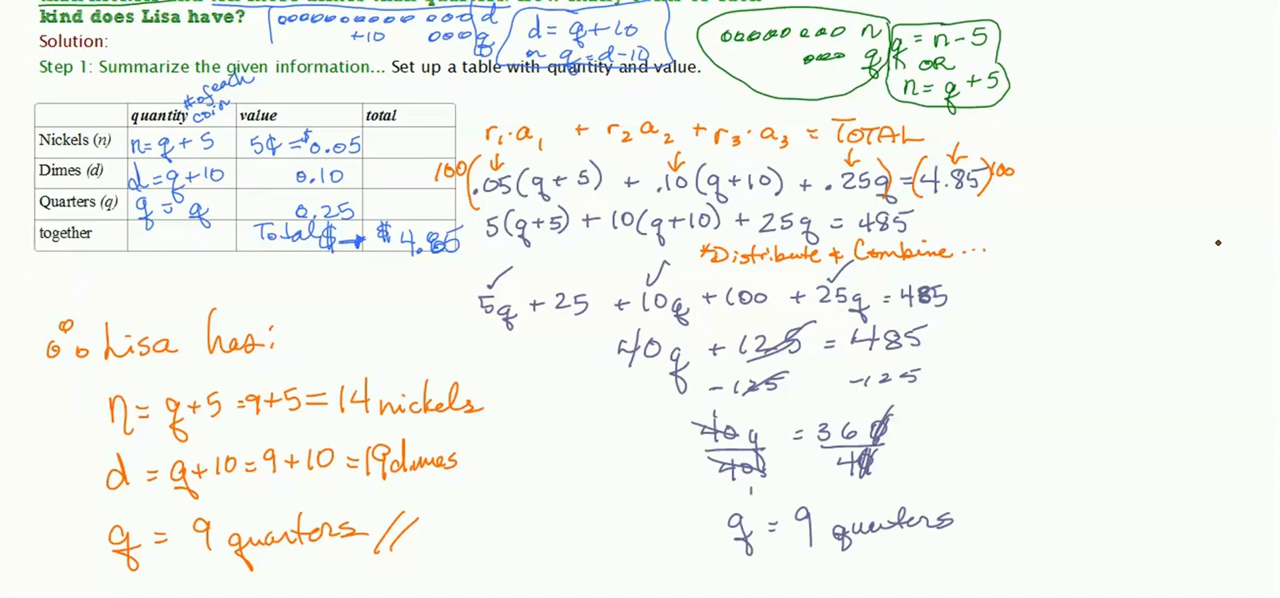 kind does Lisa have?
+10
d
q
d = q+10
or q = d-10
n
q
q = n-5
OR
n = q+5
Solution:
Step 1: Summarize the given information... Set up a table with quantity and value.
# of each
coin
quantity value total
Nickels (n) n = q+5 5¢ = $0.05
Dimes (d) d = q+10 0.10
Quarters (q) q = q 0.25
together Total $ → $4.85
r₁·a₁ + r₂a₂ + r₃·a₃ = TOTAL
100(.05(q+5) + .10(q+10) + .25q) = (4.85)100
5(q+5) + 10(q+10) + 25q = 485
*Distribute & Combine...
5q + 25 + 10q + 100 + 25q = 485
40q + 125 = 485
-125 -125
40q = 360
40 40
q = 9 quarters
∴ Lisa has:
n = q+5 = 9+5 = 14 nickels
d = q+10 = 9+10 = 19 dimes
q = 9 quarters //